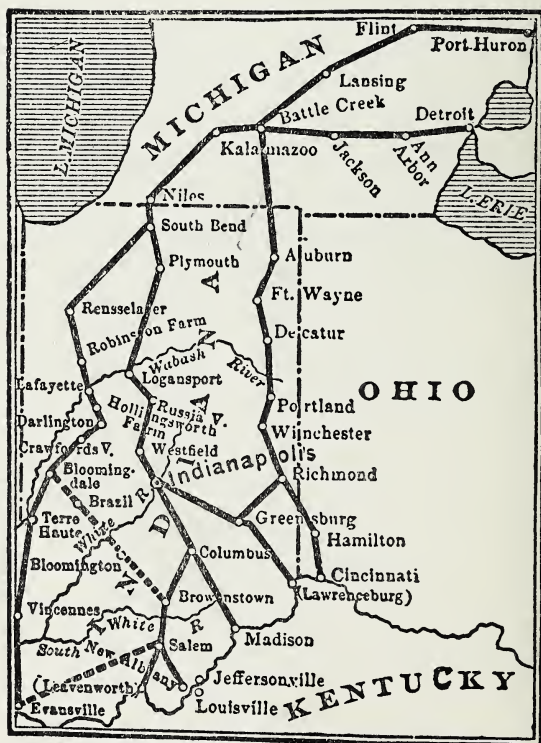 Flint
Port Huron
MICHIGAN
Lansing
L. MICHIGAN
Battle Creek
Detroit
Kalamazoo
Jackson
Ann
Arbor
L. ERIE
Niles
South Bend
Auburn
Plymouth
Ft. Wayne
Rensselaer
Robinson Farm
Decatur
Wabash
River
Logansport
OHIO
Lafayette
Russia V.
Hollingsworth
Farm
Portland
Darlington
Winchester
Crawfords V.
Westfield
INDIANA
Indianapolis
Richmond
Blooming-
dale
Brazil
White R.
Greensburg
Terre
Haute
Hamilton
Columbus
Bloomington
Cincinnati
(Lawrenceburg)
Brownstown
Vincennes
White R
Madison
Salem
South New Albany
Jeffersonville
(Leavenworth)
Louisville
KENTUCKY
Evansville